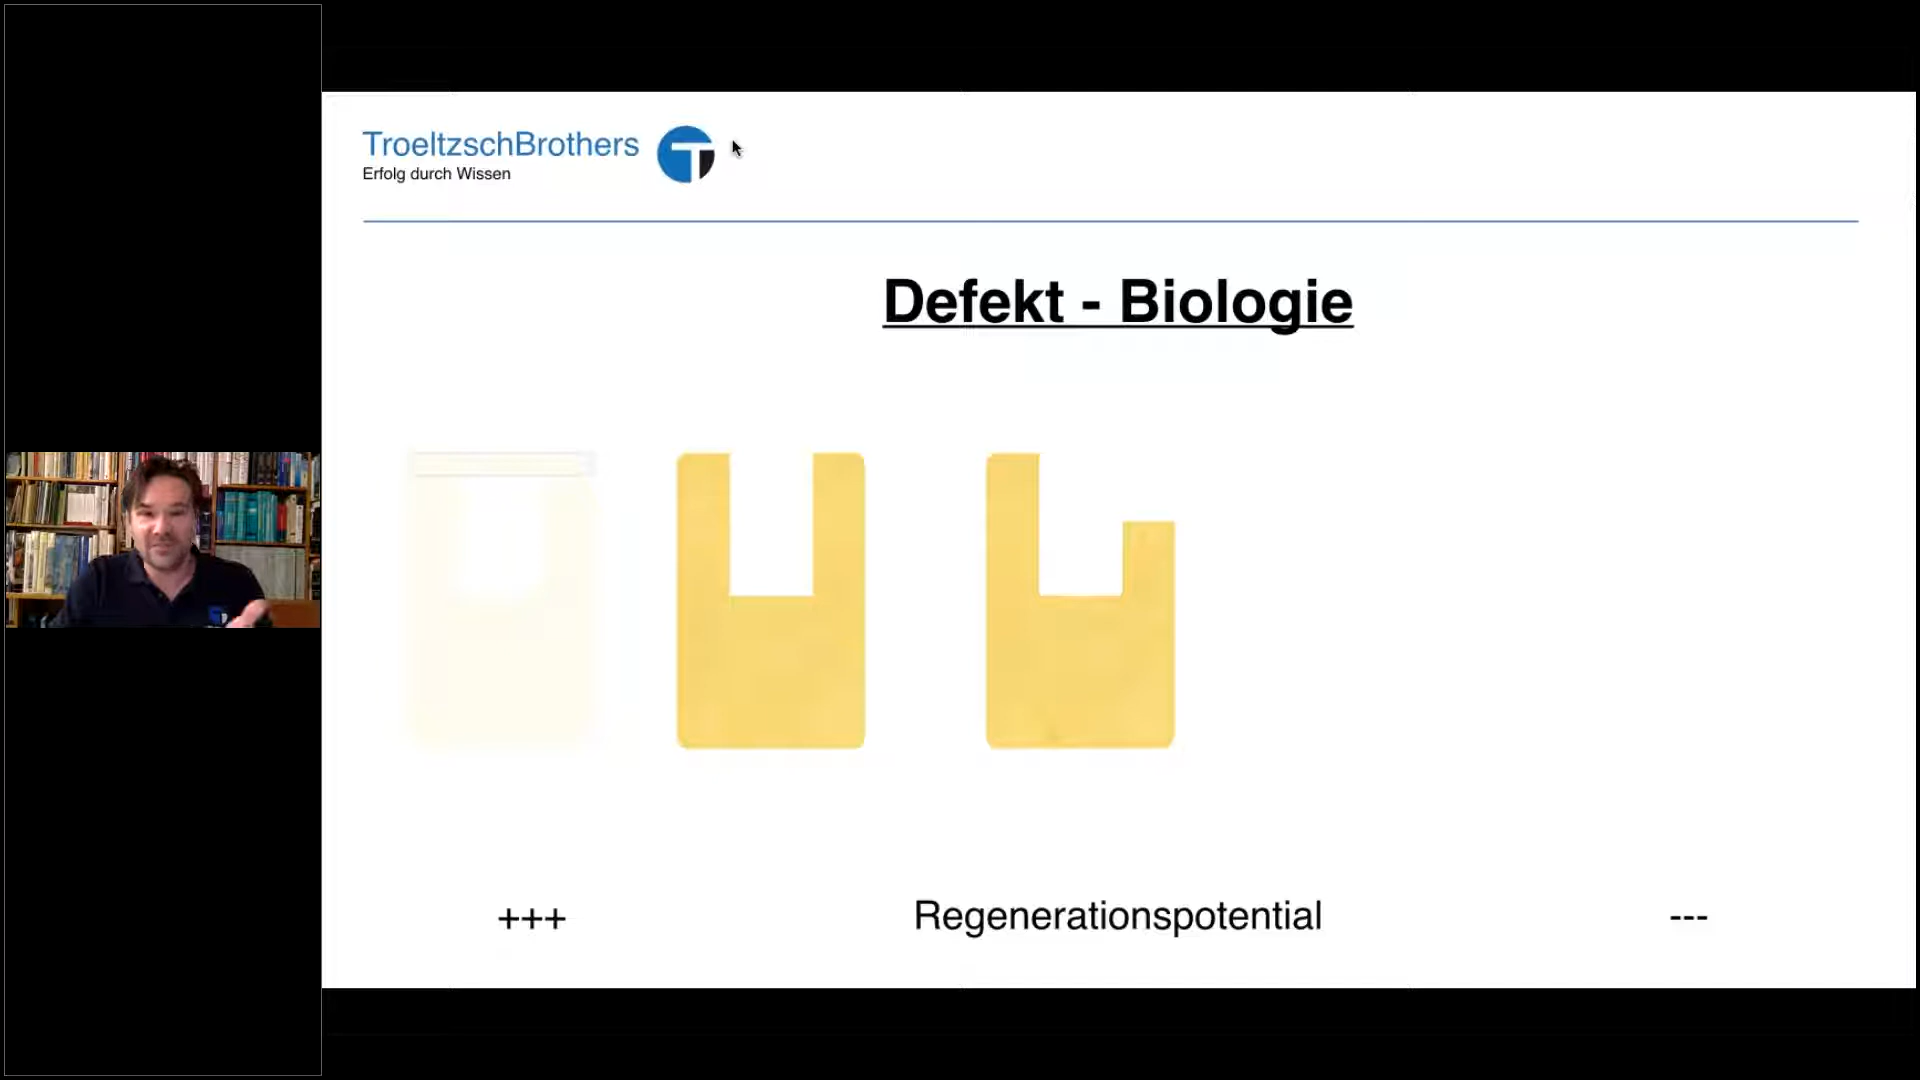 TroeltzschBrothers
Erfolg durch Wissen
Defekt - Biologie
+++ Regenerationspotential ---